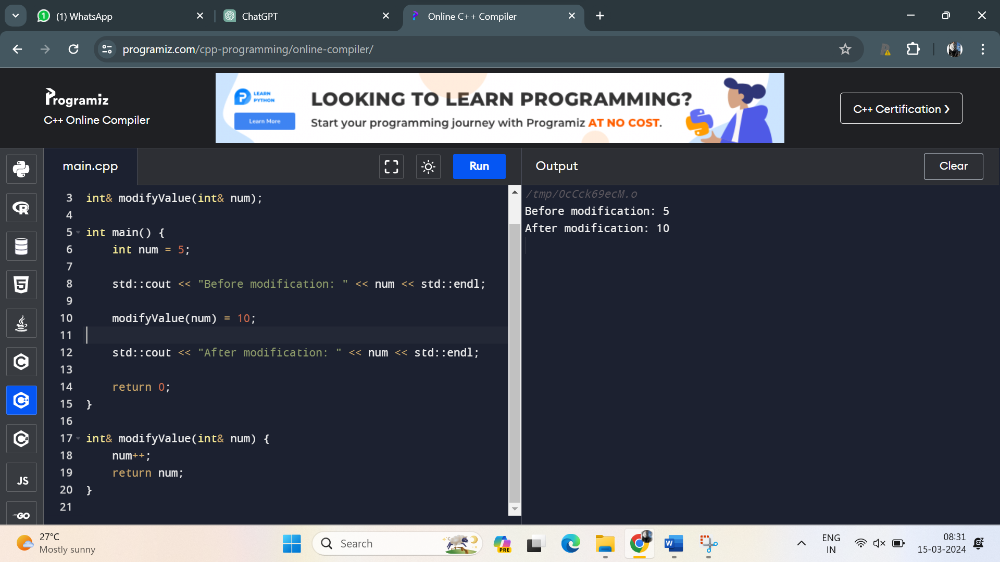 (1) WhatsApp
ChatGPT
Online C++ Compiler
programiz.com/cpp-programming/online-compiler/
Programiz
C++ Online Compiler
LEARN
PYTHON
Learn More
LOOKING TO LEARN PROGRAMMING?
Start your programming journey with Programiz AT NO COST.
C++ Certification ❯
main.cpp
Run
Output
Clear
3 int& modifyValue(int& num);
4
5 int main() {
6     int num = 5;
7
8     std::cout << "Before modification: " << num << std::endl;
9
10     modifyValue(num) = 10;
11
12     std::cout << "After modification: " << num << std::endl;
13
14     return 0;
15 }
16
17 int& modifyValue(int& num) {
18     num++;
19     return num;
20 }
21
/tmp/OcCck69ecM.o
Before modification: 5
After modification: 10
R
5
C
C++
C#
JS
GO
27°C
Mostly sunny
Search
PRE
W
ENG
IN
08:31
15-03-2024